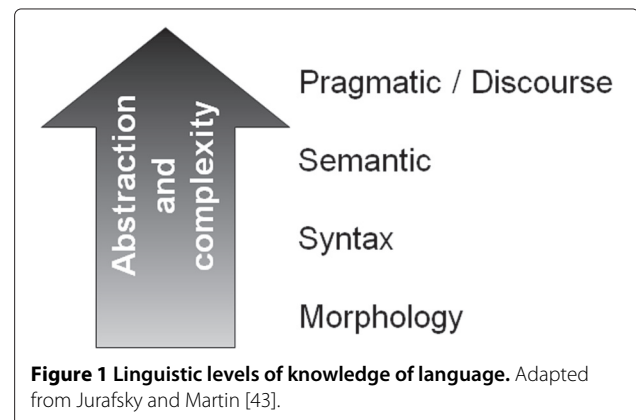 Abstraction
and
complexity
Pragmatic / Discourse
Semantic
Syntax
Morphology
Figure 1 Linguistic levels of knowledge of language. Adapted
from Jurafsky and Martin [43].